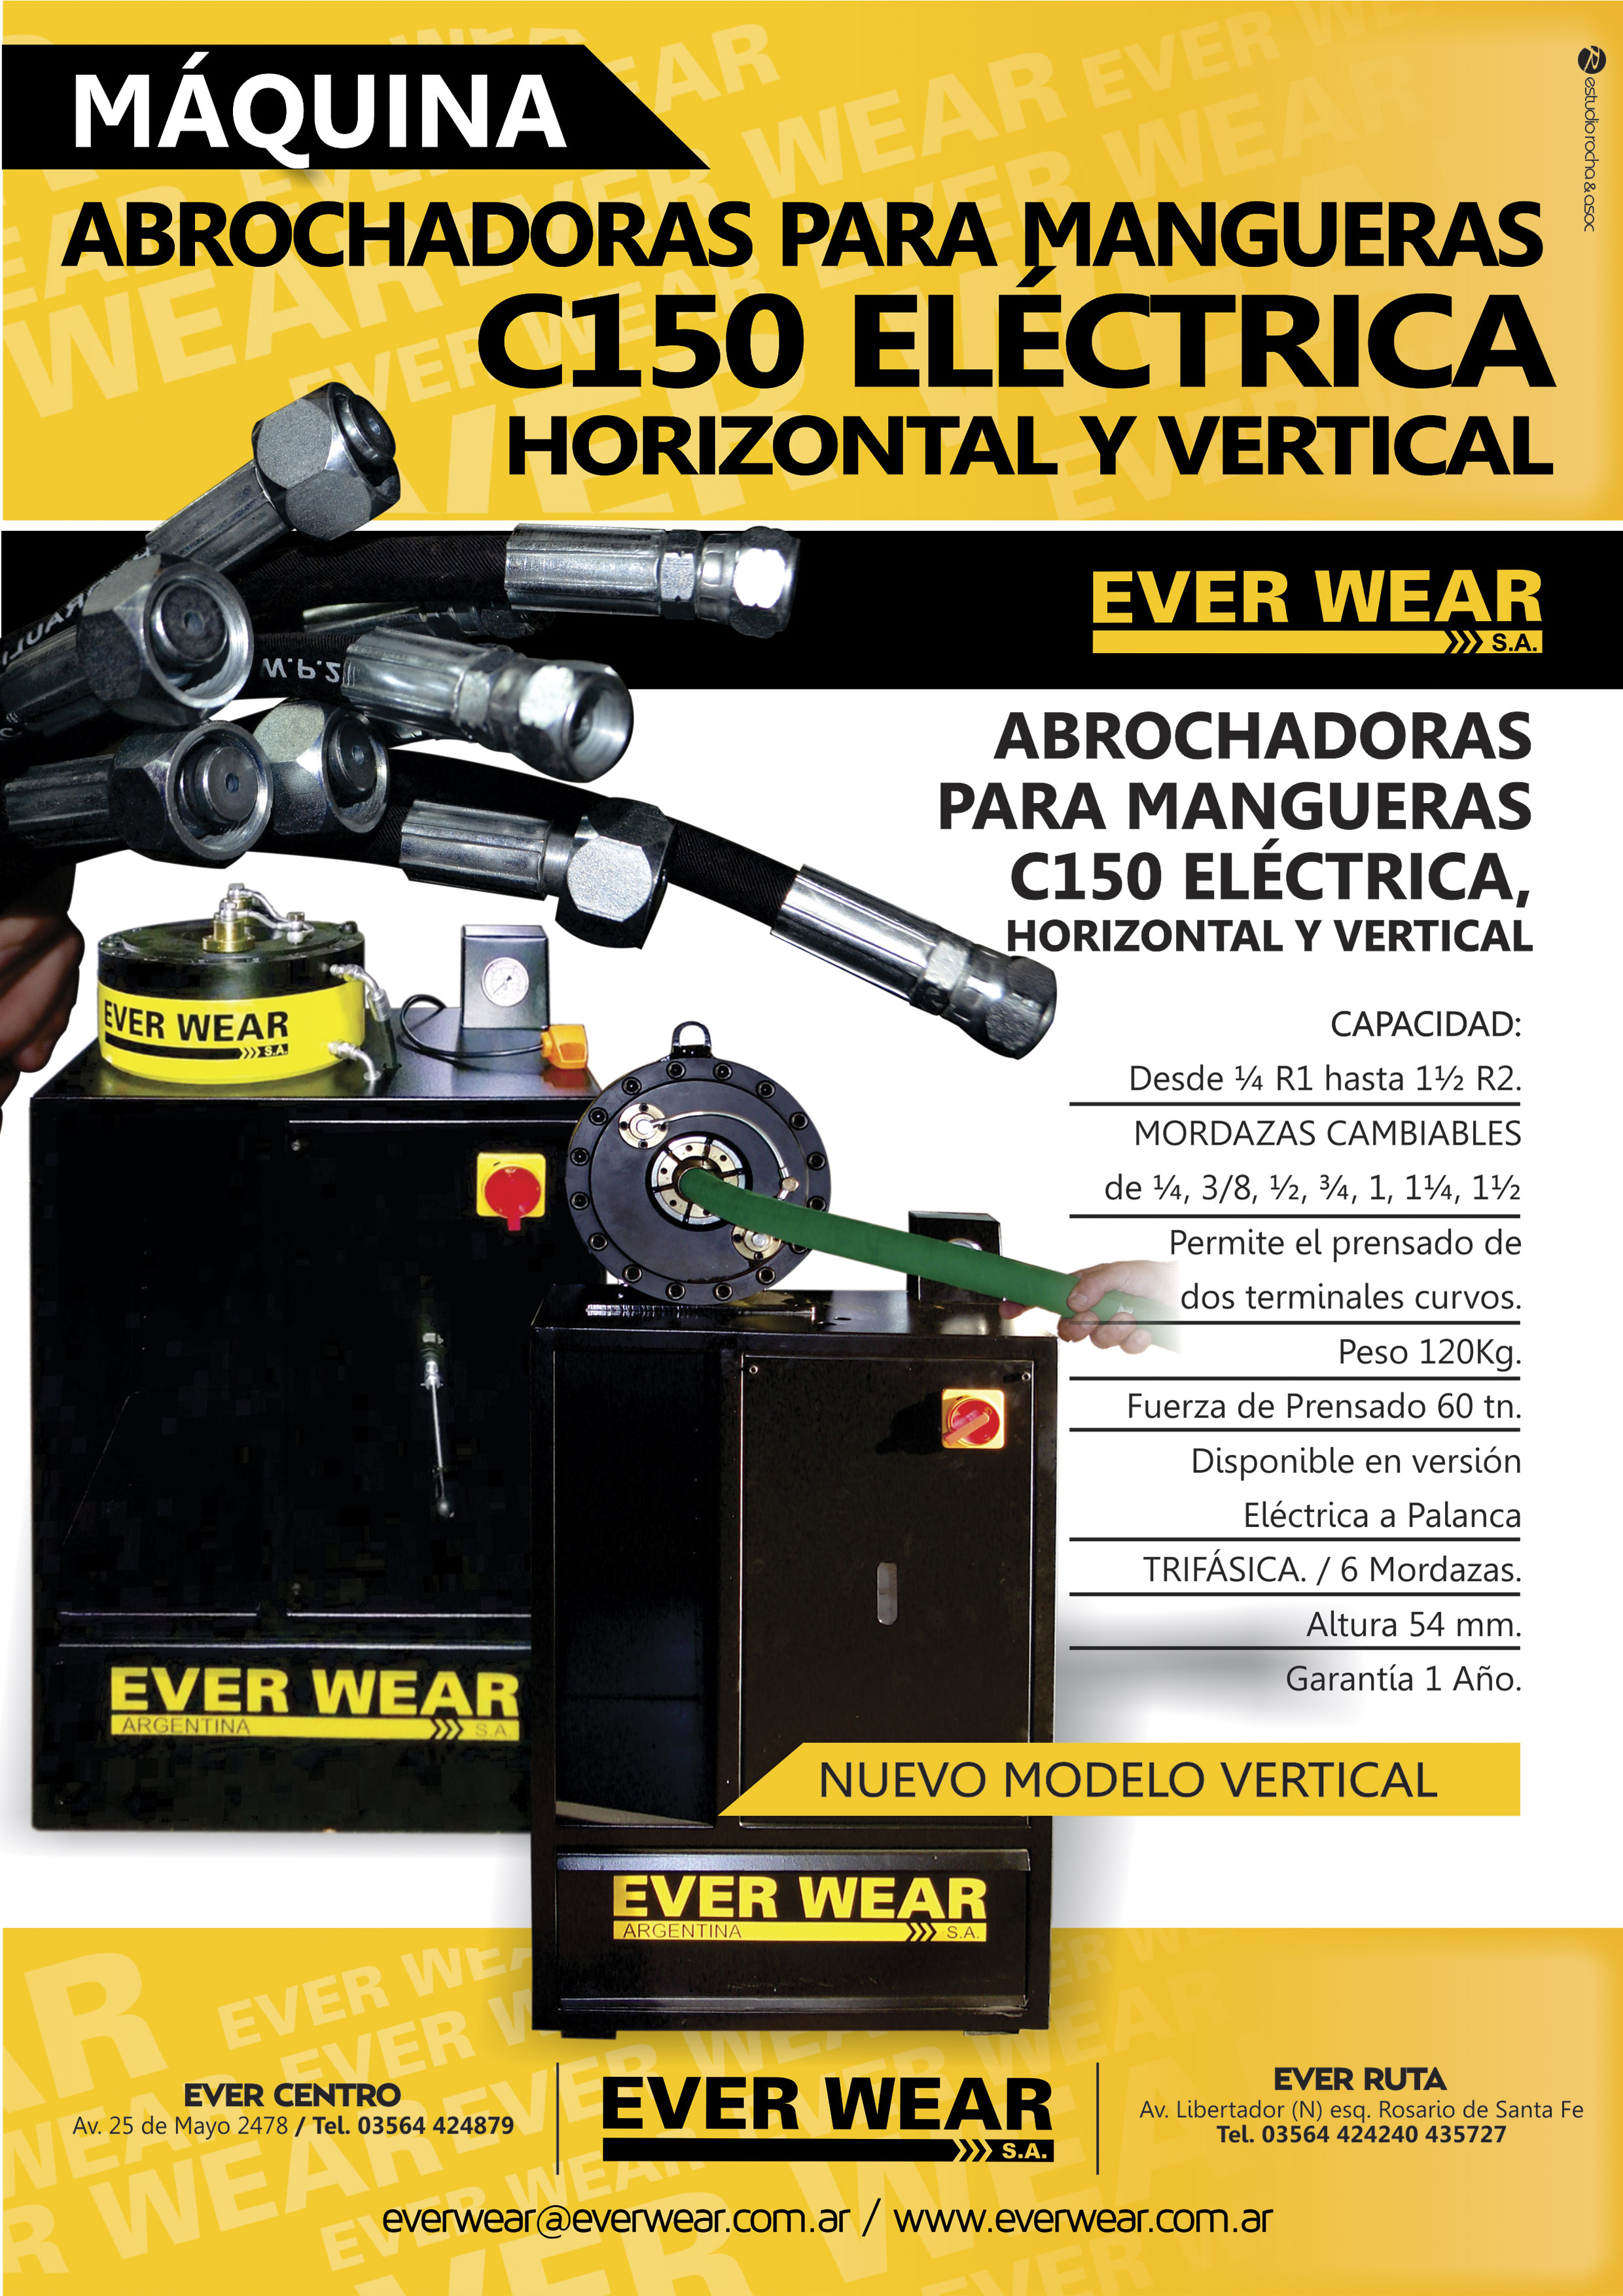 MÁQUINA
estudio rocha & asoc
ABROCHADORAS PARA MANGUERAS
C150 ELÉCTRICA
HORIZONTAL Y VERTICAL
EVER WEAR
S.A.
W.P.2
ABROCHADORAS
PARA MANGUERAS
C150 ELÉCTRICA,
HORIZONTAL Y VERTICAL
EVER WEAR
S.A.
CAPACIDAD:
Desde ¼ R1 hasta 1½ R2.
MORDAZAS CAMBIABLES
de ¼, 3/8, ½, ¾, 1, 1¼, 1½
Permite el prensado de
dos terminales curvos.
Peso 120Kg.
Fuerza de Prensado 60 tn.
Disponible en versión
Eléctrica a Palanca
TRIFÁSICA. / 6 Mordazas.
Altura 54 mm.
Garantía 1 Año.
EVER WEAR
ARGENTINA S.A.
NUEVO MODELO VERTICAL
EVER WEAR
ARGENTINA S.A.
EVER CENTRO
Av. 25 de Mayo 2478 / Tel. 03564 424879
EVER WEAR
S.A.
EVER RUTA
Av. Libertador (N) esq. Rosario de Santa Fe
Tel. 03564 424240 435727
everwear@everwear.com.ar / www.everwear.com.ar